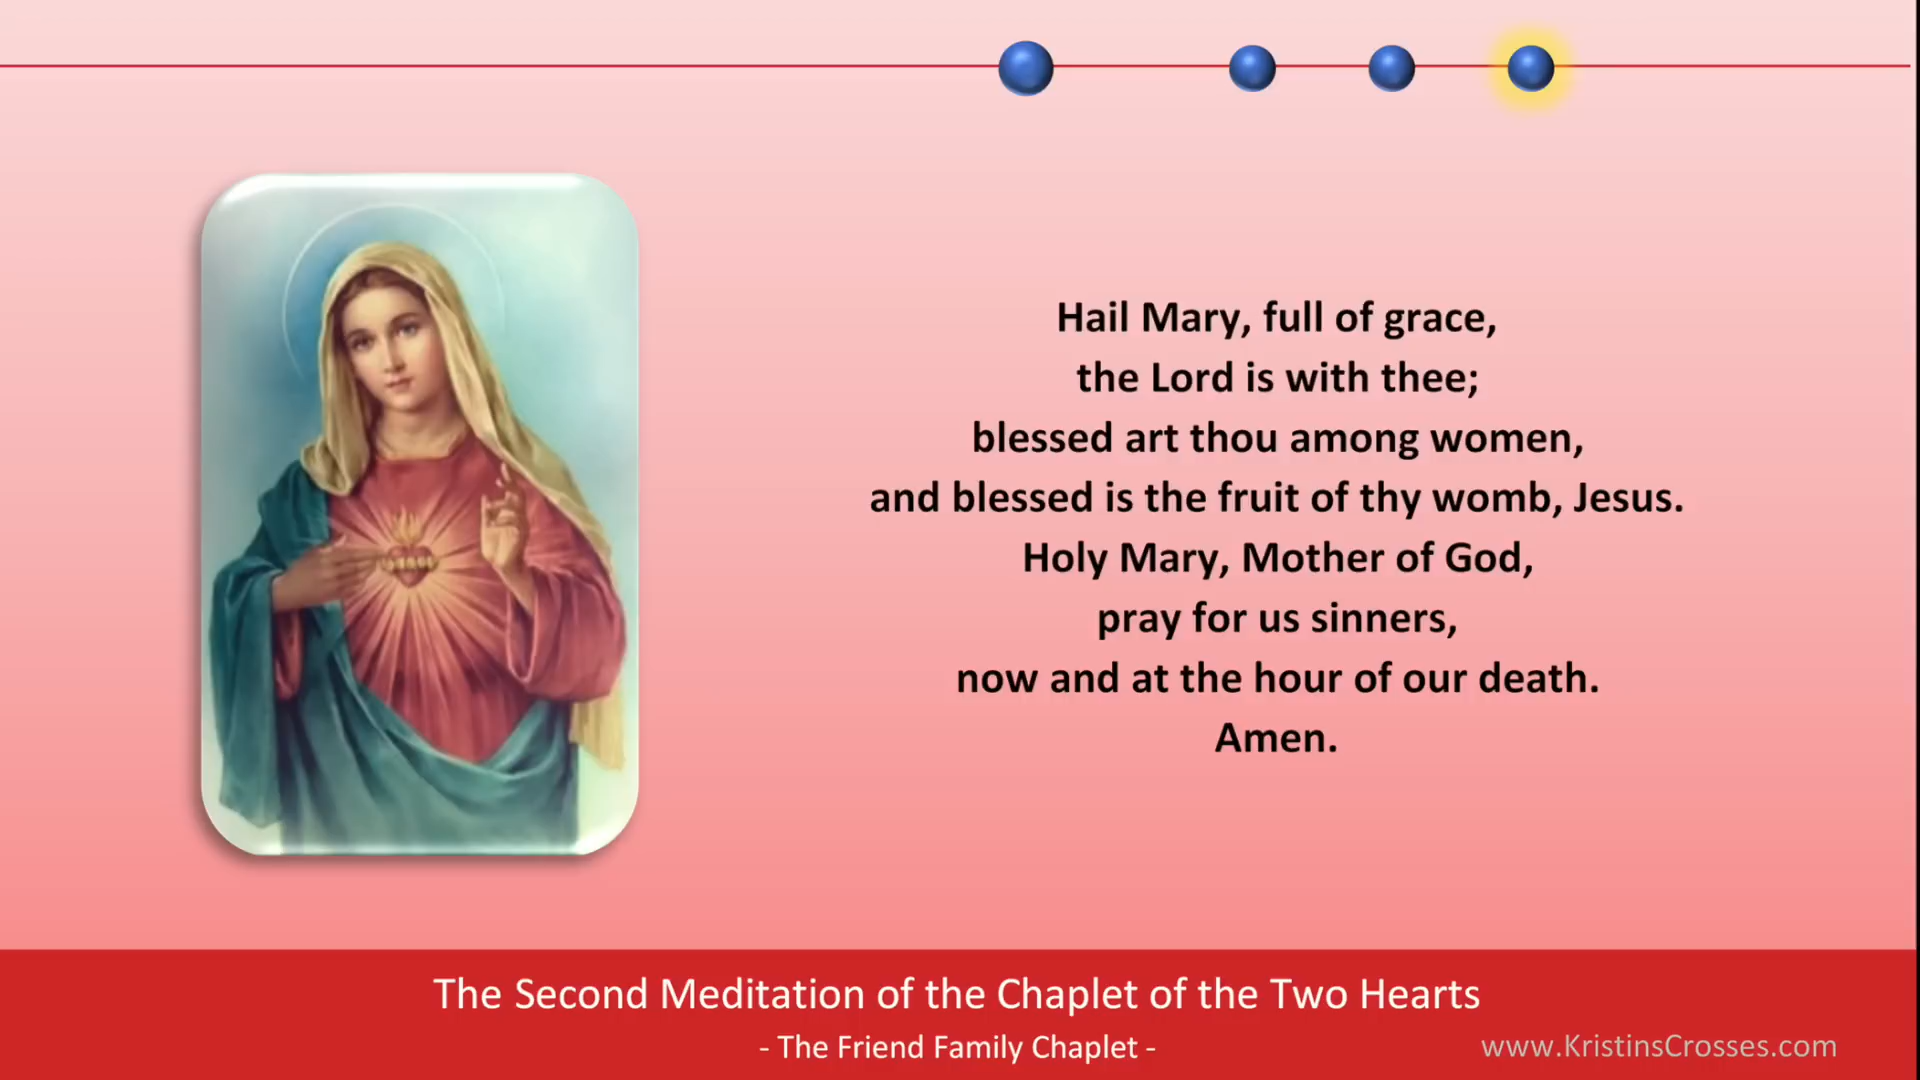 Hail Mary, full of grace,
the Lord is with thee;
blessed art thou among women,
and blessed is the fruit of thy womb, Jesus.
Holy Mary, Mother of God,
pray for us sinners,
now and at the hour of our death.
Amen.
The Second Meditation of the Chaplet of the Two Hearts
- The Friend Family Chaplet -
www.KristinsCrosses.com